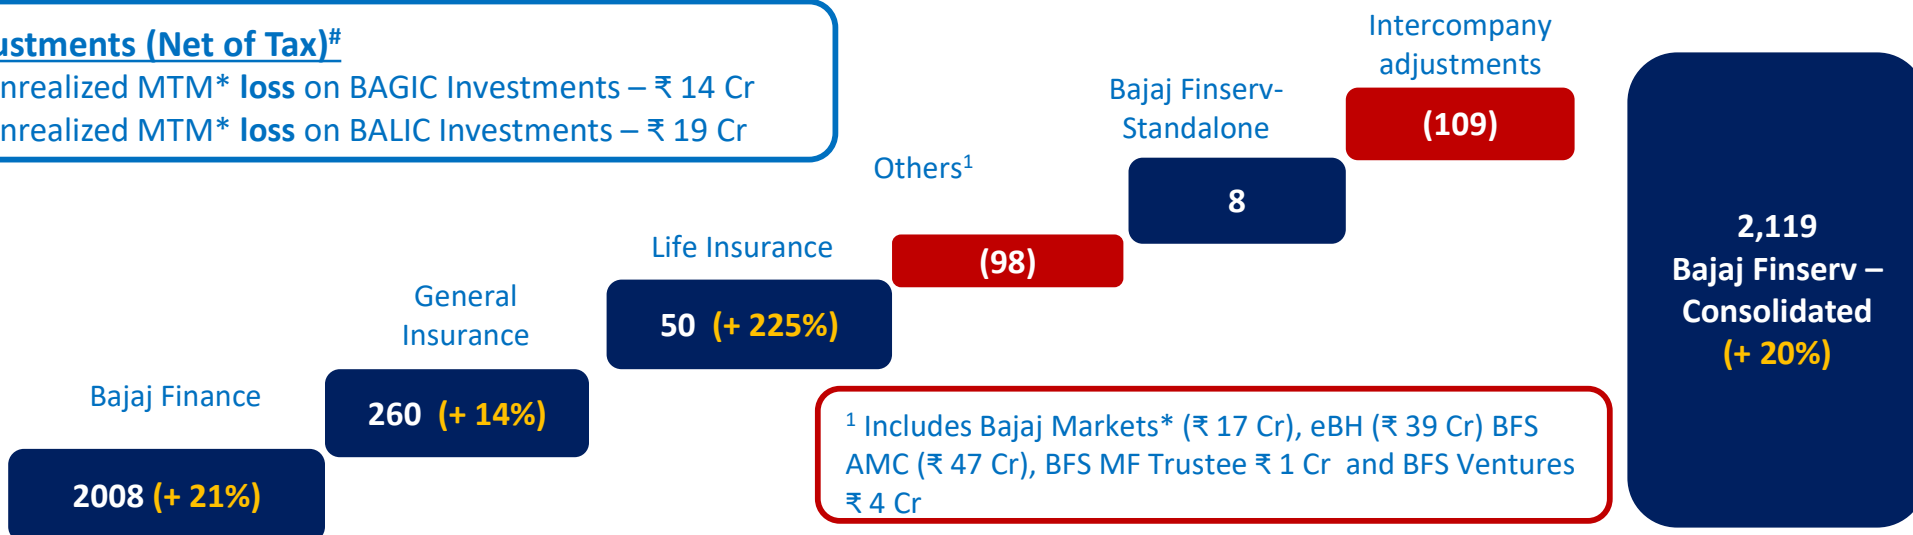 ustments (Net of Tax)#
nrealized MTM* loss on BAGIC Investments – ₹ 14 Cr
nrealized MTM* loss on BALIC Investments – ₹ 19 Cr
Intercompany
adjustments
(109)
Bajaj Finserv-
Standalone
8
Others1
(98)
Life Insurance
50 (+ 225%)
General
Insurance
260 (+ 14%)
Bajaj Finance
2008 (+ 21%)
2,119
Bajaj Finserv –
Consolidated
(+ 20%)
1 Includes Bajaj Markets* (₹ 17 Cr), eBH (₹ 39 Cr) BFS
AMC (₹ 47 Cr), BFS MF Trustee ₹ 1 Cr and BFS Ventures
₹ 4 Cr